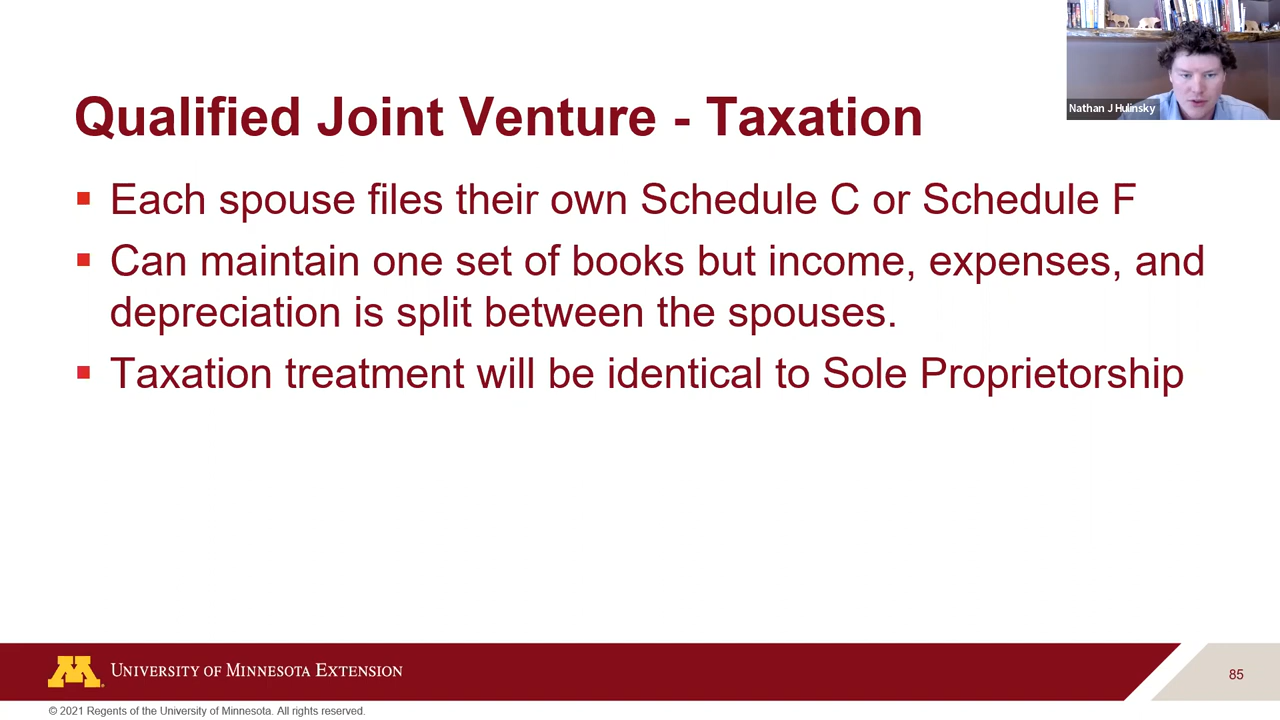 Nathan J Hulinsky
Qualified Joint Venture - Taxation
Each spouse files their own Schedule C or Schedule F
Can maintain one set of books but income, expenses, and
depreciation is split between the spouses.
Taxation treatment will be identical to Sole Proprietorship
M
UNIVERSITY OF MINNESOTA EXTENSION
85
© 2021 Regents of the University of Minnesota. All rights reserved.